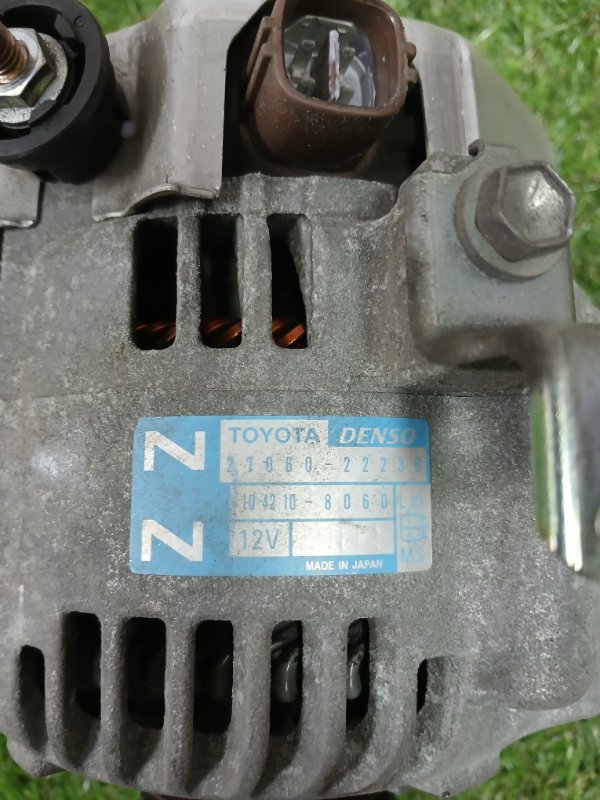 TOYOTA DENSO
27060-22230
104210-8060
12V
MADE IN JAPAN
N N